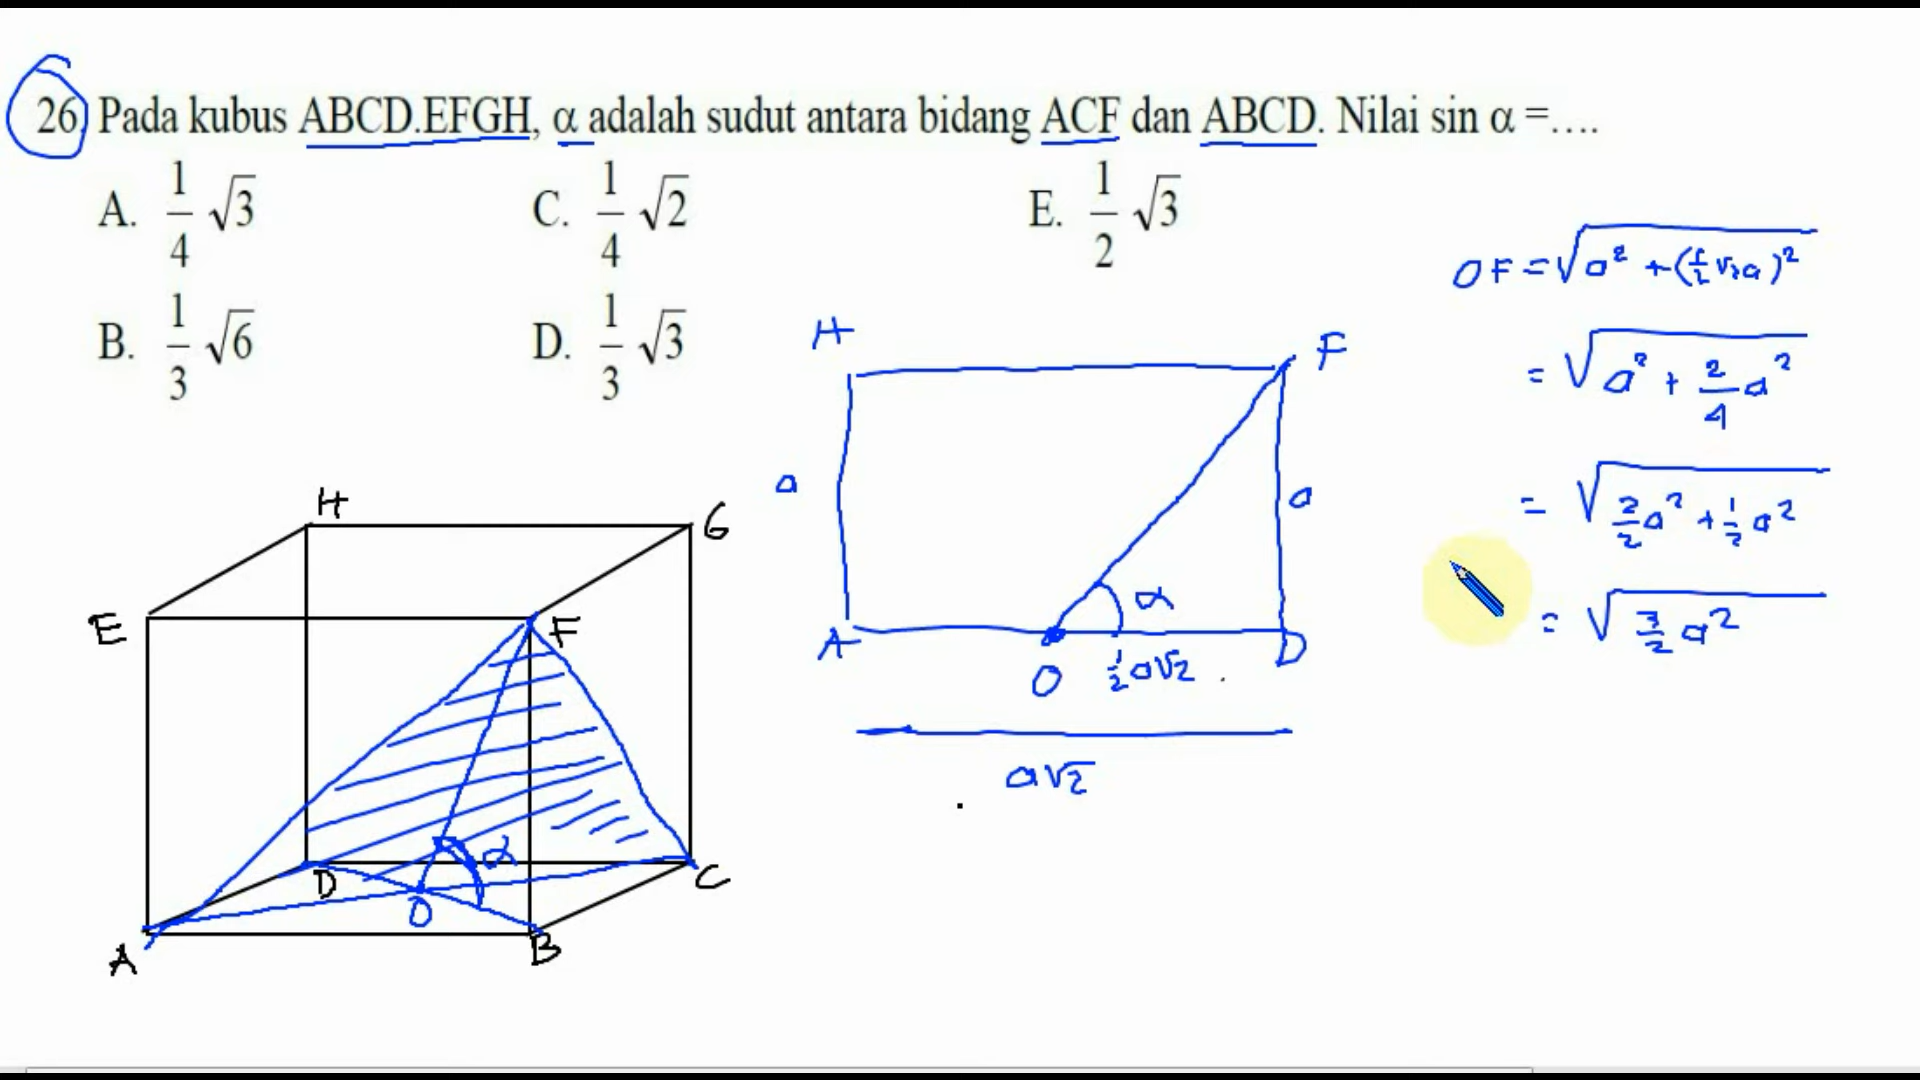 26. Pada kubus ABCD.EFGH, α adalah sudut antara bidang ACF dan ABCD. Nilai sin α =....
A. 1/4 √3
C. 1/4 √2
E. 1/2 √3
B. 1/3 √6
D. 1/3 √3
OF = √(a² + (1/2 √2 a)²)
= √(a² + 2/4 a²)
= √(2/2 a² + 1/2 a²)
= √(3/2 a²)
H F
a a
α
A O D
1/2 a√2
a√2
H G
E F
α
D C
O
A B